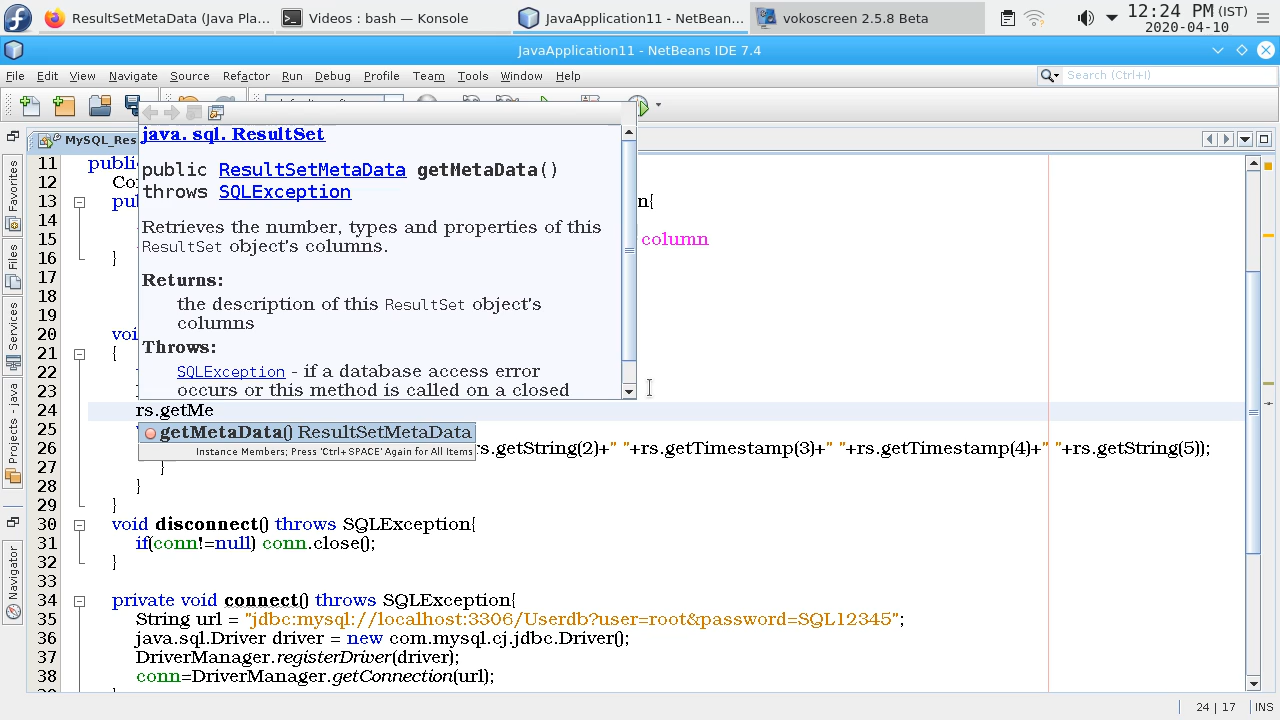 ResultSetMetaData (Java Pla...
Videos : bash — Konsole
JavaApplication11 - NetBean...
vokoscreen 2.5.8 Beta
12:24 PM (IST)
2020-04-10
JavaApplication11 - NetBeans IDE 7.4
File Edit View Navigate Source Refactor Run Debug Profile Team Tools Window Help
Search (Ctrl+I)
MySQL_Res
java.sql.ResultSet
public ResultSetMetaData getMetaData()
throws SQLException
Retrieves the number, types and properties of this
ResultSet object's columns.
Returns:
the description of this ResultSet object's
columns
Throws:
SQLException - if a database access error
occurs or this method is called on a closed
Favorites
Files
Services
Projects - java
Navigator
11 publi
12 Co
13 pu n{
14
15 column
16 }
17
18
19
20 voi
21 {
22
23
24 rs.getMe
getMetaData() ResultSetMetaData
Instance Members; Press 'Ctrl+SPACE' Again for All Items
25
26 rs.getString(2)+" "+rs.getTimestamp(3)+" "+rs.getTimestamp(4)+" "+rs.getString(5));
27 }
28 }
29 }
30 void disconnect() throws SQLException{
31 if(conn!=null) conn.close();
32 }
33
34 private void connect() throws SQLException{
35 String url = "jdbc:mysql://localhost:3306/Userdb?user=root&password=SQL12345";
36 java.sql.Driver driver = new com.mysql.cj.jdbc.Driver();
37 DriverManager.registerDriver(driver);
38 conn=DriverManager.getConnection(url);
24 | 17 INS